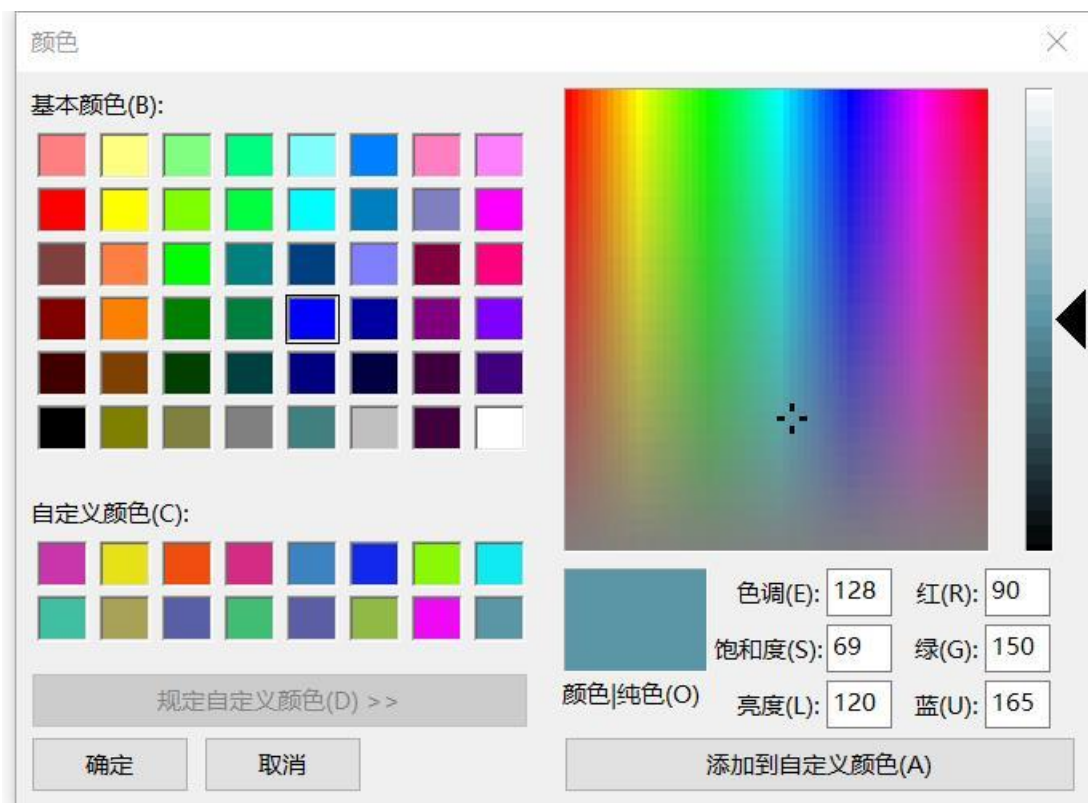 颜色
基本颜色(B):
自定义颜色(C):
规定自定义颜色(D) >>
确定
取消
颜色|纯色(O)
色调(E): 128
红(R): 90
饱和度(S): 69
绿(G): 150
亮度(L): 120
蓝(U): 165
添加到自定义颜色(A)